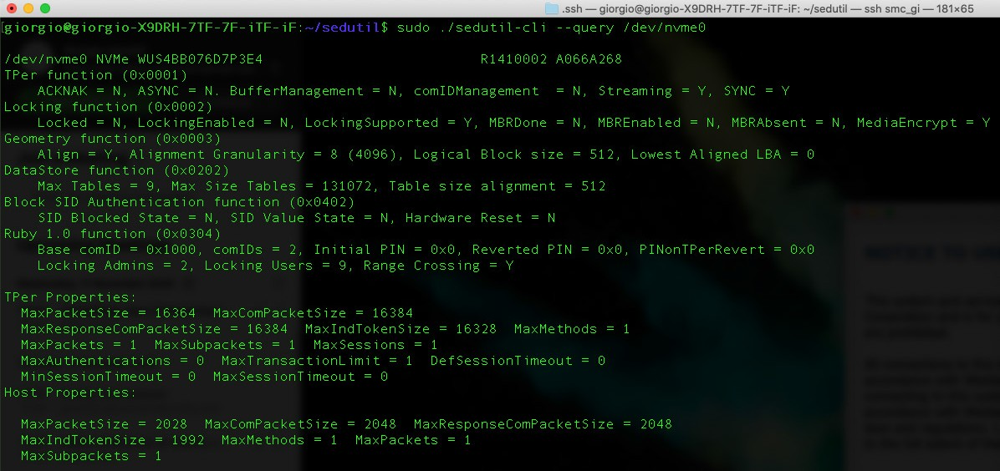 .ssh — giorgio@giorgio-X9DRH-7TF-7F-iTF-iF: ~/sedutil — ssh smc_gi — 181×65
[giorgio@giorgio-X9DRH-7TF-7F-iTF-iF:~/sedutil$ sudo ./sedutil-cli --query /dev/nvme0
/dev/nvme0 NVMe WUS4BB076D7P3E4 R1410002 A066A268
TPer function (0x0001)
ACKNAK = N, ASYNC = N. BufferManagement = N, comIDManagement = N, Streaming = Y, SYNC = Y
Locking function (0x0002)
Locked = N, LockingEnabled = N, LockingSupported = Y, MBRDone = N, MBREnabled = N, MBRAbsent = N, MediaEncrypt = Y
Geometry function (0x0003)
Align = Y, Alignment Granularity = 8 (4096), Logical Block size = 512, Lowest Aligned LBA = 0
DataStore function (0x0202)
Max Tables = 9, Max Size Tables = 131072, Table size alignment = 512
Block SID Authentication function (0x0402)
SID Blocked State = N, SID Value State = N, Hardware Reset = N
Ruby 1.0 function (0x0304)
Base comID = 0x1000, comIDs = 2, Initial PIN = 0x0, Reverted PIN = 0x0, PINonTPerRevert = 0x0
Locking Admins = 2, Locking Users = 9, Range Crossing = Y
TPer Properties:
MaxPacketSize = 16364 MaxComPacketSize = 16384
MaxResponseComPacketSize = 16384 MaxIndTokenSize = 16328 MaxMethods = 1
MaxPackets = 1 MaxSubpackets = 1 MaxSessions = 1
MaxAuthentications = 0 MaxTransactionLimit = 1 DefSessionTimeout = 0
MinSessionTimeout = 0 MaxSessionTimeout = 0
Host Properties:
MaxPacketSize = 2028 MaxComPacketSize = 2048 MaxResponseComPacketSize = 2048
MaxIndTokenSize = 1992 MaxMethods = 1 MaxPackets = 1
MaxSubpackets = 1